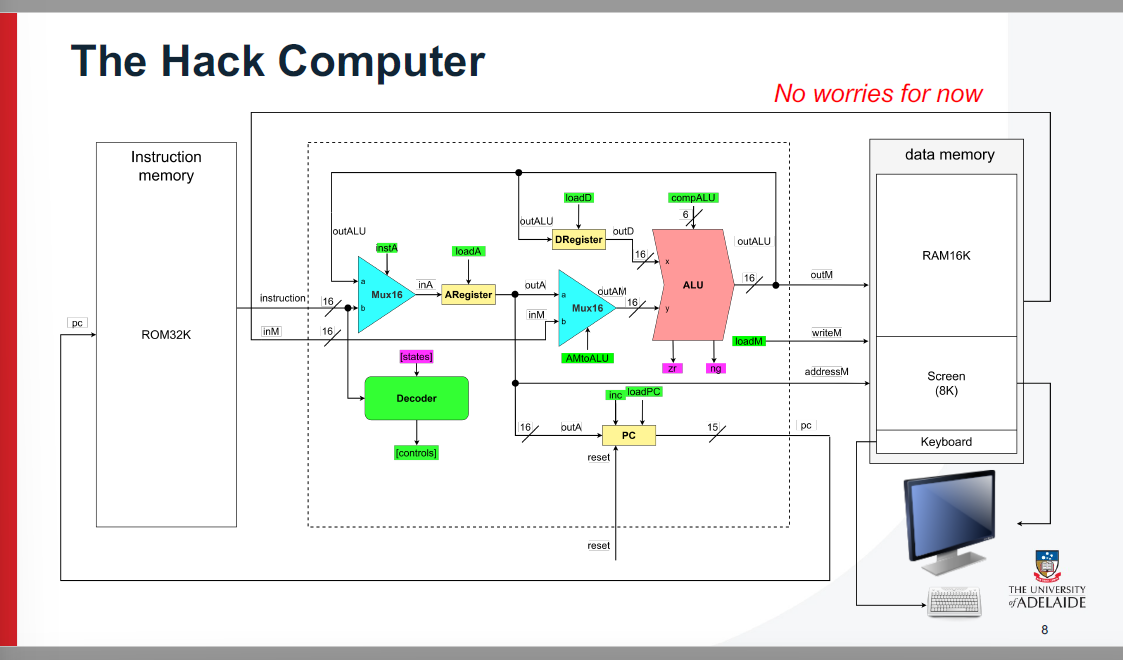 The Hack Computer
No worries for now
Instruction
memory
ROM32K
pc
instruction
16
inM
16
outALU
instA
a
b
Mux16
inA
loadA
ARegister
outA
inM
outALU
loadD
DRegister
outD
16
a
b
Mux16
outAM
16
AMtoALU
compALU
6
x
y
ALU
zr
ng
outALU
16
outM
loadM
writeM
addressM
[states]
Decoder
[controls]
16
outA
inc
loadPC
PC
15
pc
reset
reset
data memory
RAM16K
Screen
(8K)
Keyboard
THE UNIVERSITY
of ADELAIDE
8